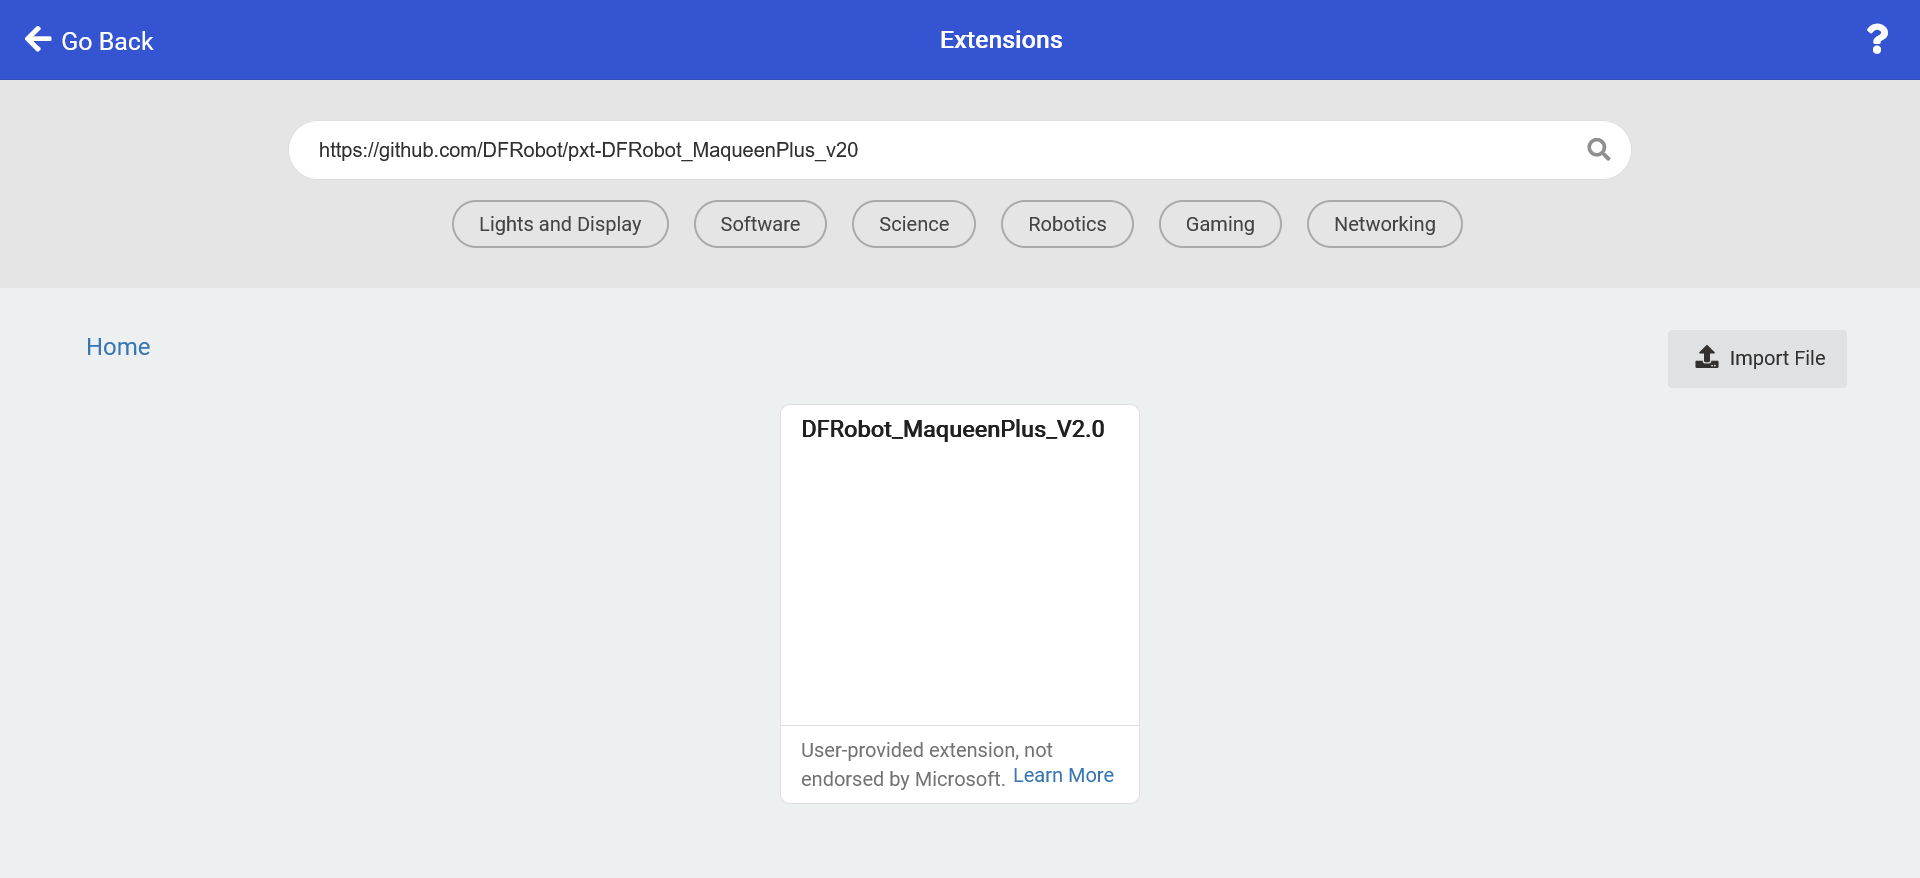 Go Back
Extensions
?
https://github.com/DFRobot/pxt-DFRobot_MaqueenPlus_v20
Lights and Display
Software
Science
Robotics
Gaming
Networking
Home
Import File
DFRobot_MaqueenPlus_V2.0
User-provided extension, not
endorsed by Microsoft. Learn More